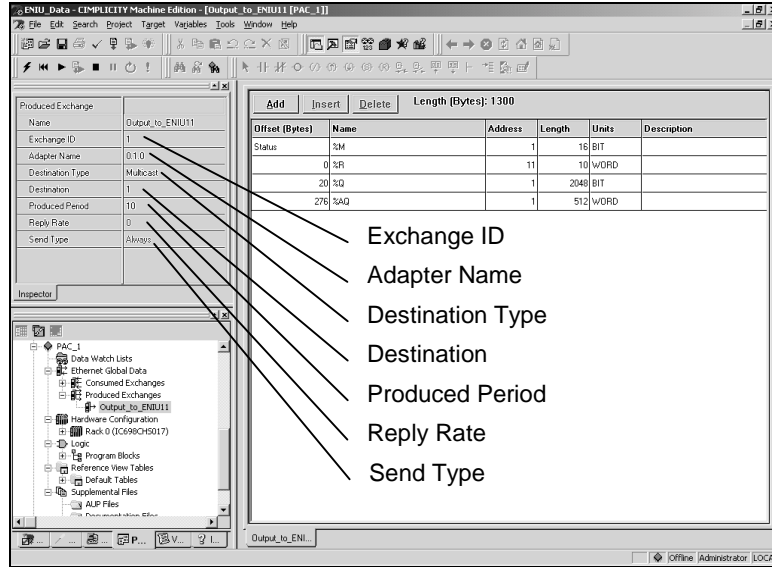 ENIU_Data - CIMPLICITY Machine Edition - [Output_to_ENIU11 [PAC_1]]
File Edit Search Project Target Variables Tools Window Help
Produced Exchange
Name Output_to_ENIU11
Exchange ID 1
Adapter Name 0.1.0
Destination Type Multicast
Destination 1
Produced Period 10
Reply Rate 0
Send Type Always
Inspector
Add Insert Delete Length (Bytes): 1300
Offset (Bytes) Name Address Length Units Description
Status %M 1 16 BIT
0 %R 11 10 WORD
20 %Q 1 2048 BIT
276 %AQ 1 512 WORD
Exchange ID
Adapter Name
Destination Type
Destination
Produced Period
Reply Rate
Send Type
PAC_1
Data Watch Lists
Ethernet Global Data
Consumed Exchanges
Produced Exchanges
Output_to_ENIU11
Hardware Configuration
Rack 0 (IC698CHS017)
Logic
Program Blocks
Reference View Tables
Default Tables
Supplemental Files
AUP Files
Documentation Files
... ... ... P... V... I...
Output_to_ENI...
Offline Administrator LOCA